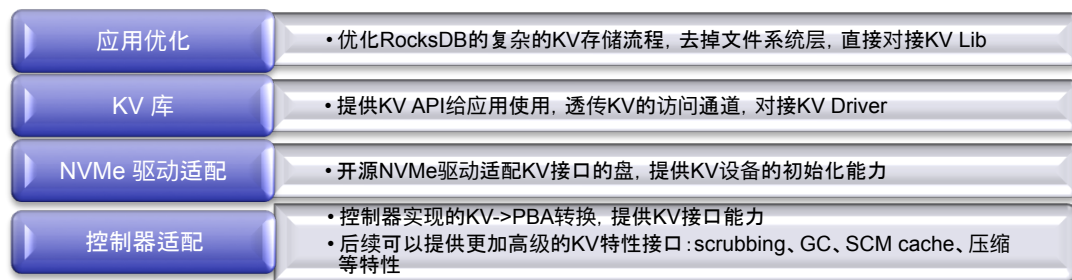 应用优化
• 优化RocksDB的复杂的KV存储流程，去掉文件系统层，直接对接KV Lib
KV 库
• 提供KV API给应用使用，透传KV的访问通道，对接KV Driver
NVMe 驱动适配
• 开源NVMe驱动适配KV接口的盘，提供KV设备的初始化能力
控制器适配
• 控制器实现的KV->PBA转换，提供KV接口能力
• 后续可以提供更加高级的KV特性接口：scrubbing、GC、SCM cache、压缩
等特性